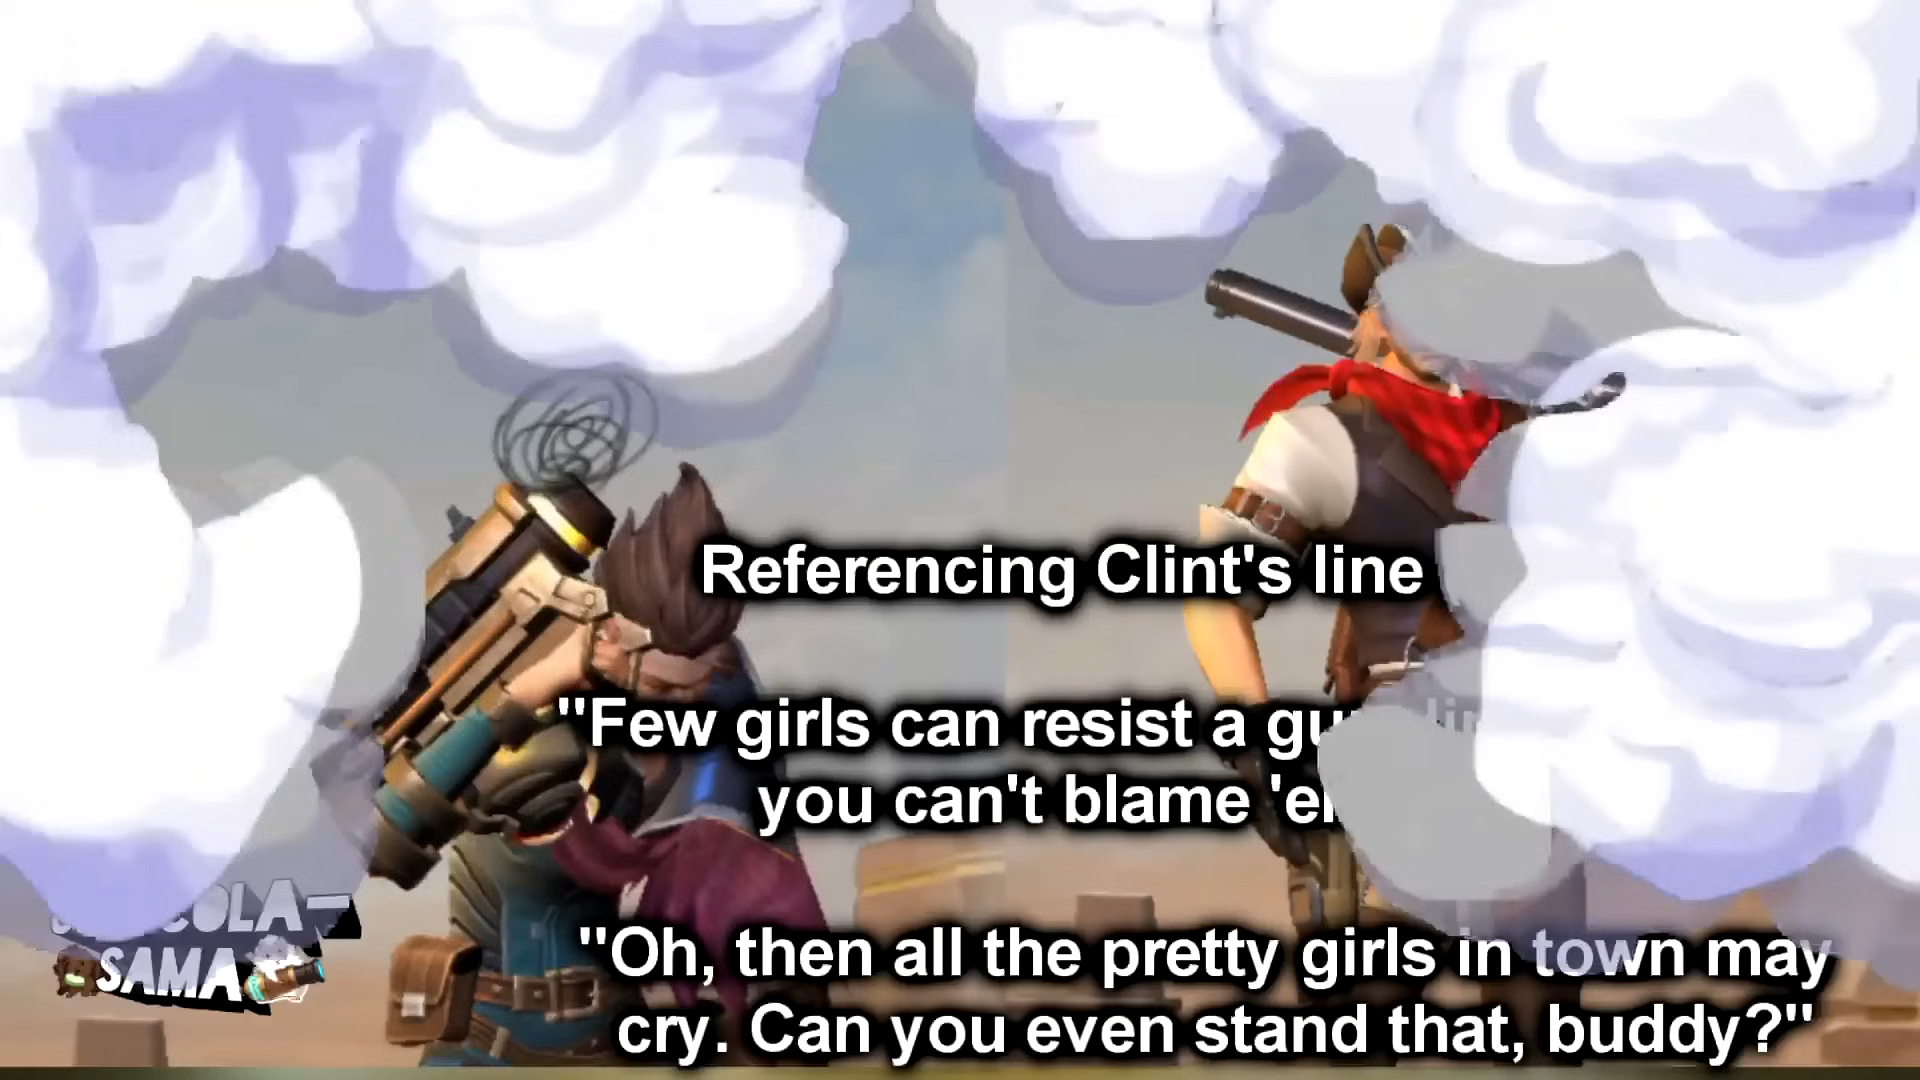 Referencing Clint's line
"Few girls can resist a
you can't blame
"Oh, then all the pretty girls in town may
cry. Can you even stand that, buddy?"
SAMA